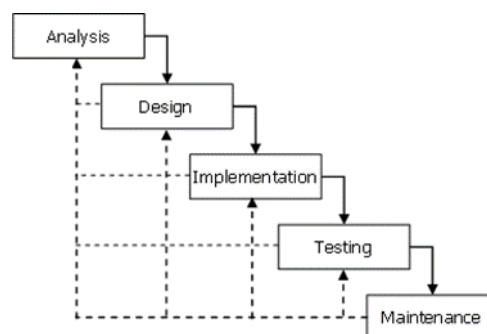 Analysis
Design
Implementation
Testing
Maintenance